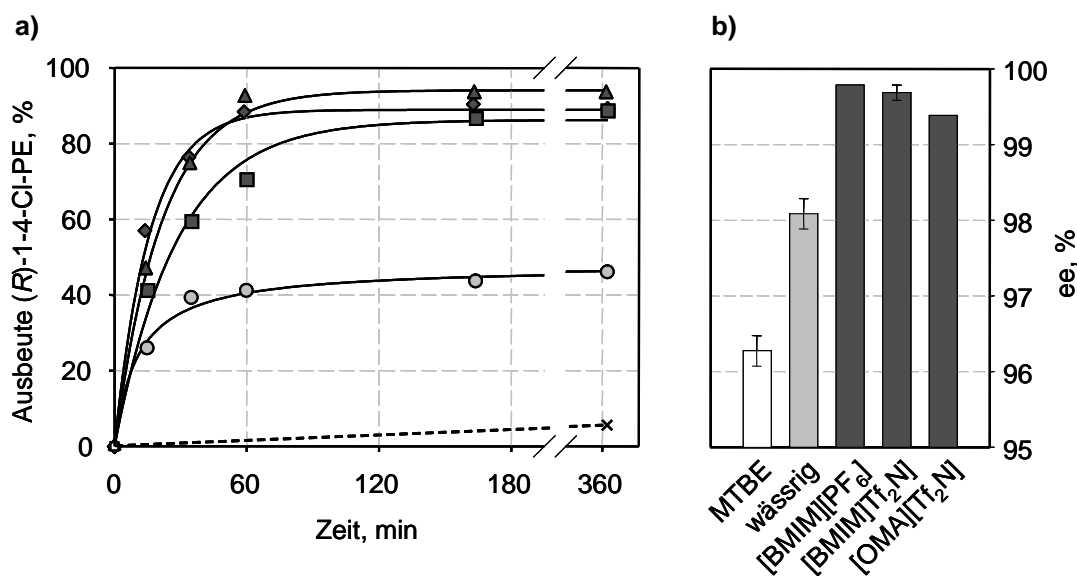 a)
Ausbeute (R)-1-4-Cl-PE, %
100
80
60
40
20
0
0 60 120 180 360
Zeit, min
b)
100
99
98
97
96
95
ee, %
MTBE
wässrig
[BMIM][PF6]
[BMIM]Tf2N]
[OMA][Tf2N]